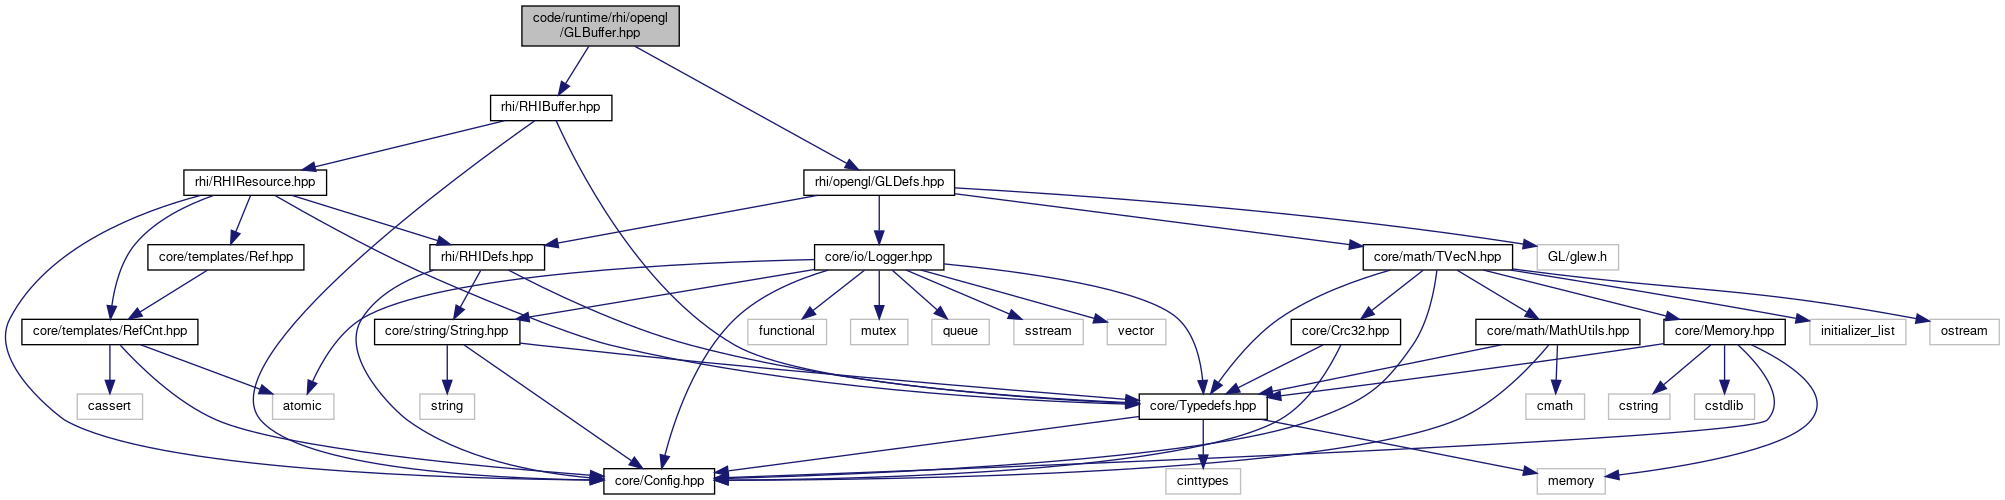 code/runtime/rhi/opengl
/GLBuffer.hpp
rhi/RHIBuffer.hpp
rhi/RHIResource.hpp
rhi/opengl/GLDefs.hpp
core/templates/Ref.hpp
rhi/RHIDefs.hpp
core/io/Logger.hpp
core/math/TVecN.hpp
GL/glew.h
core/templates/RefCnt.hpp
core/string/String.hpp
functional
mutex
queue
sstream
vector
core/Crc32.hpp
core/math/MathUtils.hpp
core/Memory.hpp
initializer_list
ostream
cassert
atomic
string
core/Typedefs.hpp
cmath
cstring
cstdlib
core/Config.hpp
cinttypes
memory